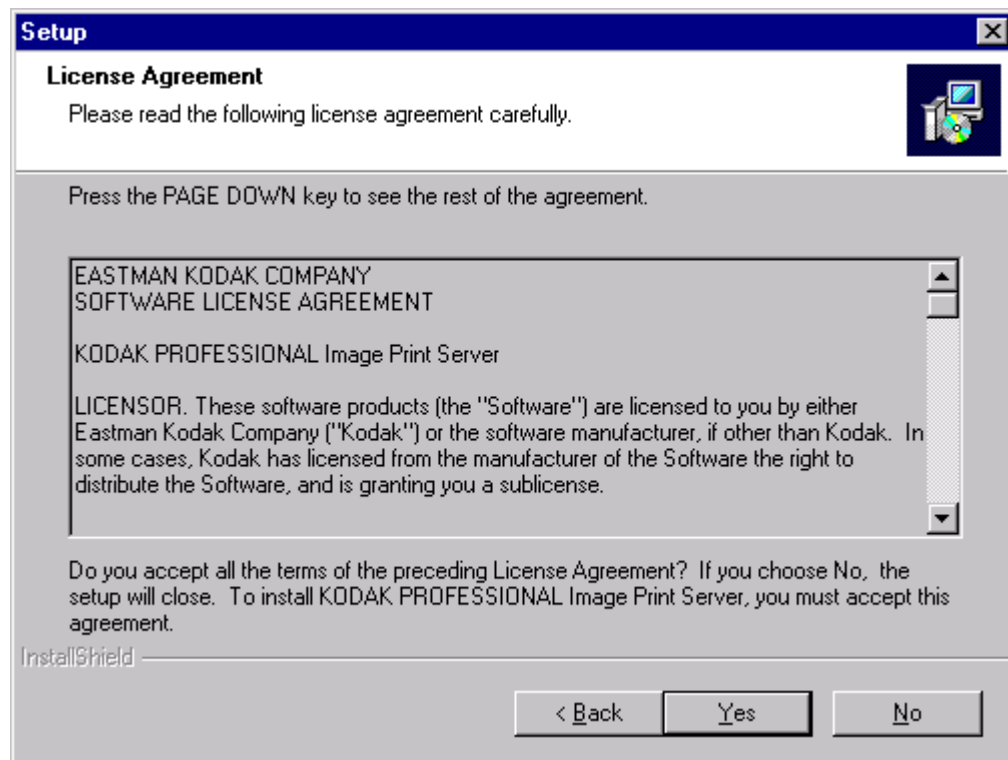 Setup
License Agreement
Please read the following license agreement carefully.
Press the PAGE DOWN key to see the rest of the agreement.
EASTMAN KODAK COMPANY
SOFTWARE LICENSE AGREEMENT
KODAK PROFESSIONAL Image Print Server
LICENSOR. These software products (the "Software") are licensed to you by either
Eastman Kodak Company ("Kodak") or the software manufacturer, if other than Kodak.  In
some cases, Kodak has licensed from the manufacturer of the Software the right to
distribute the Software, and is granting you a sublicense.
Do you accept all the terms of the preceding License Agreement?  If you choose No,  the
setup will close.  To install KODAK PROFESSIONAL Image Print Server, you must accept this
agreement.
InstallShield
< Back
Yes
No